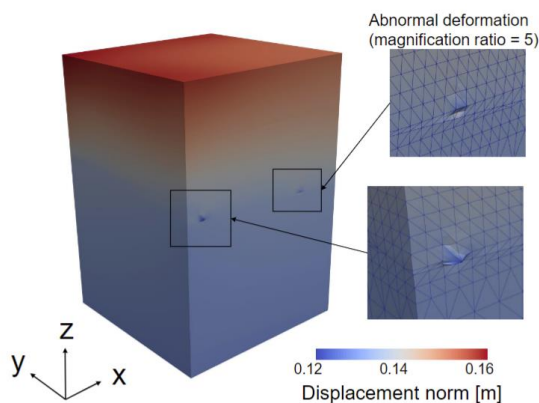 Abnormal deformation
(magnification ratio = 5)
z
y
x
0.12
0.14
0.16
Displacement norm [m]